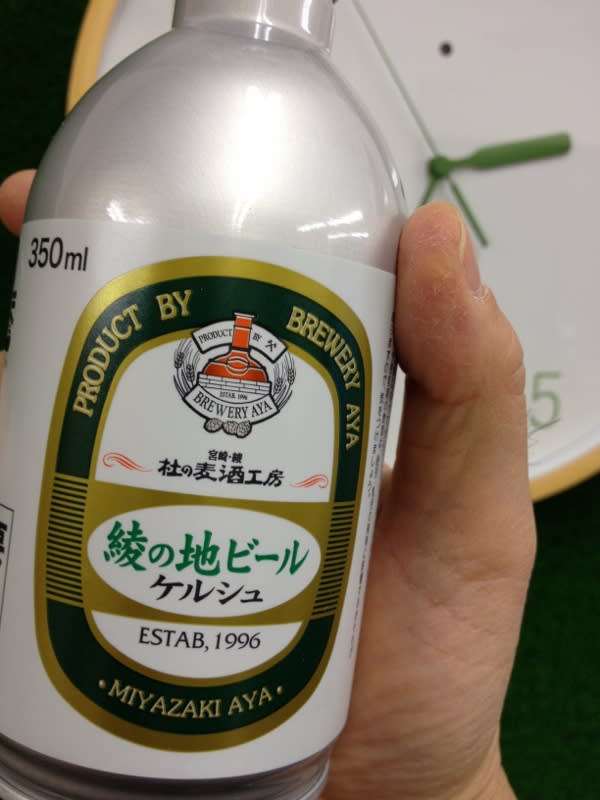 350ml
PRODUCT BY BREWERY AYA
PRODUCT BY
ESTAB. 1996
BREWERY AYA
宮崎・綾
杜の麦酒工房
綾の地ビール
ケルシュ
ESTAB, 1996
・MIYAZAKI AYA・
5